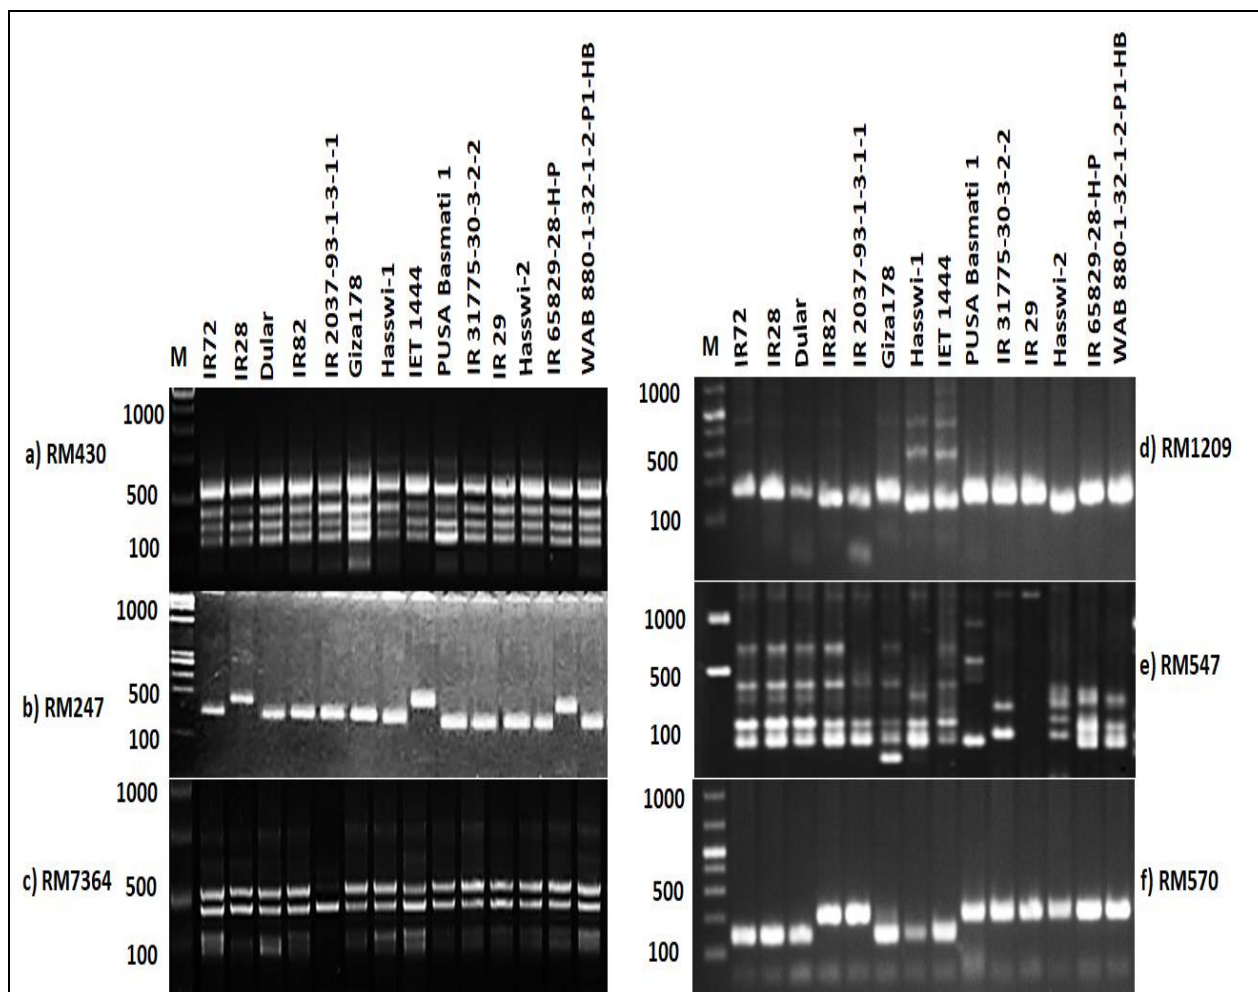 M
IR72
IR28
Dular
IR82
IR 2037-93-1-3-1-1
Giza178
Hasswi-1
IET 1444
PUSA Basmati 1
IR 31775-30-3-2-2
IR 29
Hasswi-2
IR 65829-28-H-P
WAB 880-1-32-1-2-P1-HB
a) RM430
1000
500
100
b) RM247
1000
500
100
c) RM7364
1000
500
100
M
IR72
IR28
Dular
IR82
IR 2037-93-1-3-1-1
Giza178
Hasswi-1
IET 1444
PUSA Basmati 1
IR 31775-30-3-2-2
IR 29
Hasswi-2
IR 65829-28-H-P
WAB 880-1-32-1-2-P1-HB
1000
500
100
d) RM1209
1000
500
100
e) RM547
1000
500
100
f) RM570